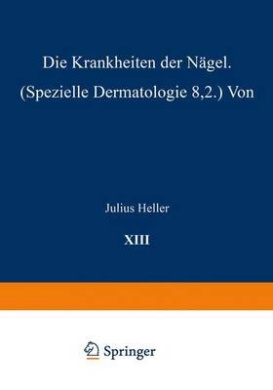 Die Krankheiten der Nägel.
(Spezielle Dermatologie 8,2.) Von
Julius Heller
XIII
Springer